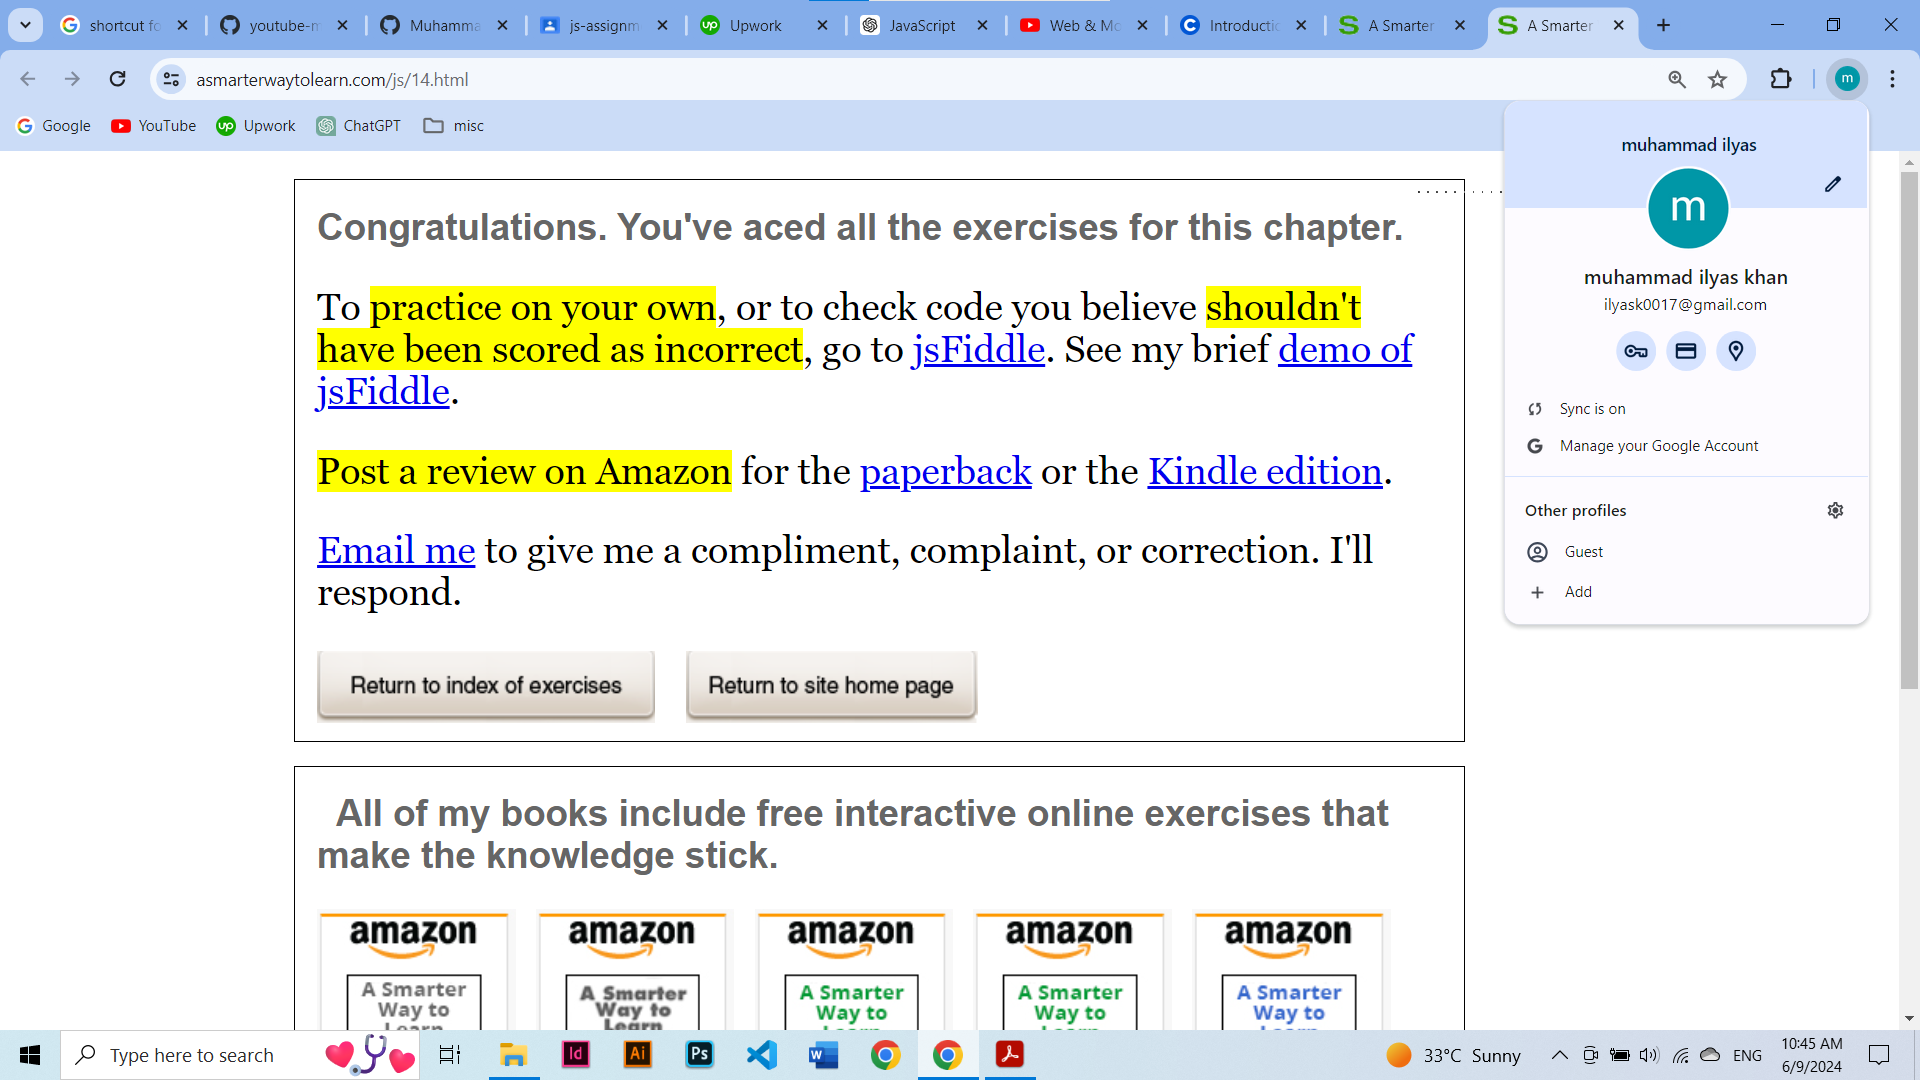 shortcut fo
youtube-m
Muhamma
js-assignm
Upwork
JavaScript
Web & Mo
Introductio
A Smarter
A Smarter
asmarterwaytolearn.com/js/14.html
m
Google
YouTube
Upwork
ChatGPT
misc
muhammad ilyas
m
muhammad ilyas khan
ilyask0017@gmail.com
Sync is on
Manage your Google Account
Other profiles
Guest
Add
Congratulations. You've aced all the exercises for this chapter.
To practice on your own, or to check code you believe shouldn't
have been scored as incorrect, go to jsFiddle. See my brief demo of
jsFiddle.
Post a review on Amazon for the paperback or the Kindle edition.
Email me to give me a compliment, complaint, or correction. I'll
respond.
Return to index of exercises
Return to site home page
All of my books include free interactive online exercises that
make the knowledge stick.
amazon
A Smarter
Way to
Learn
amazon
A Smarter
Way to
Learn
amazon
A Smarter
Way to
amazon
A Smarter
Way to
amazon
A Smarter
Way to
Type here to search
33°C Sunny
ENG
10:45 AM
6/9/2024